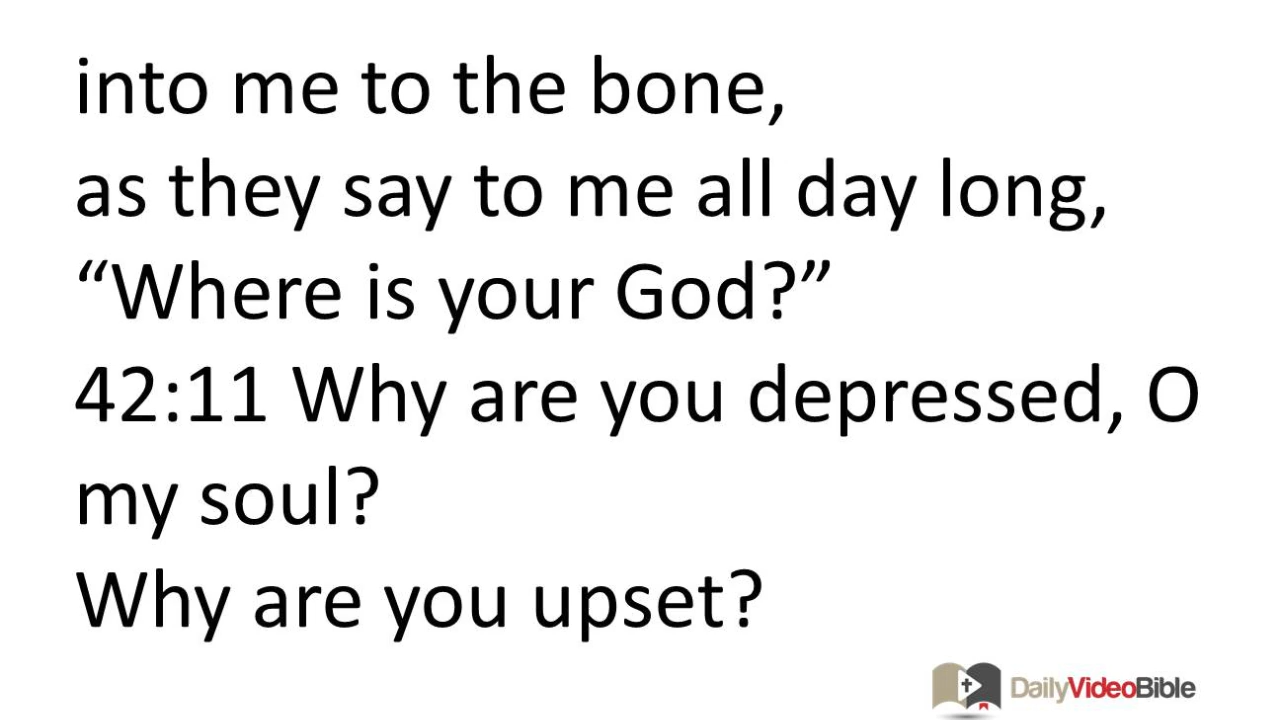 into me to the bone,
as they say to me all day long,
“Where is your God?”
42:11 Why are you depressed, O
my soul?
Why are you upset?
DailyVideoBible